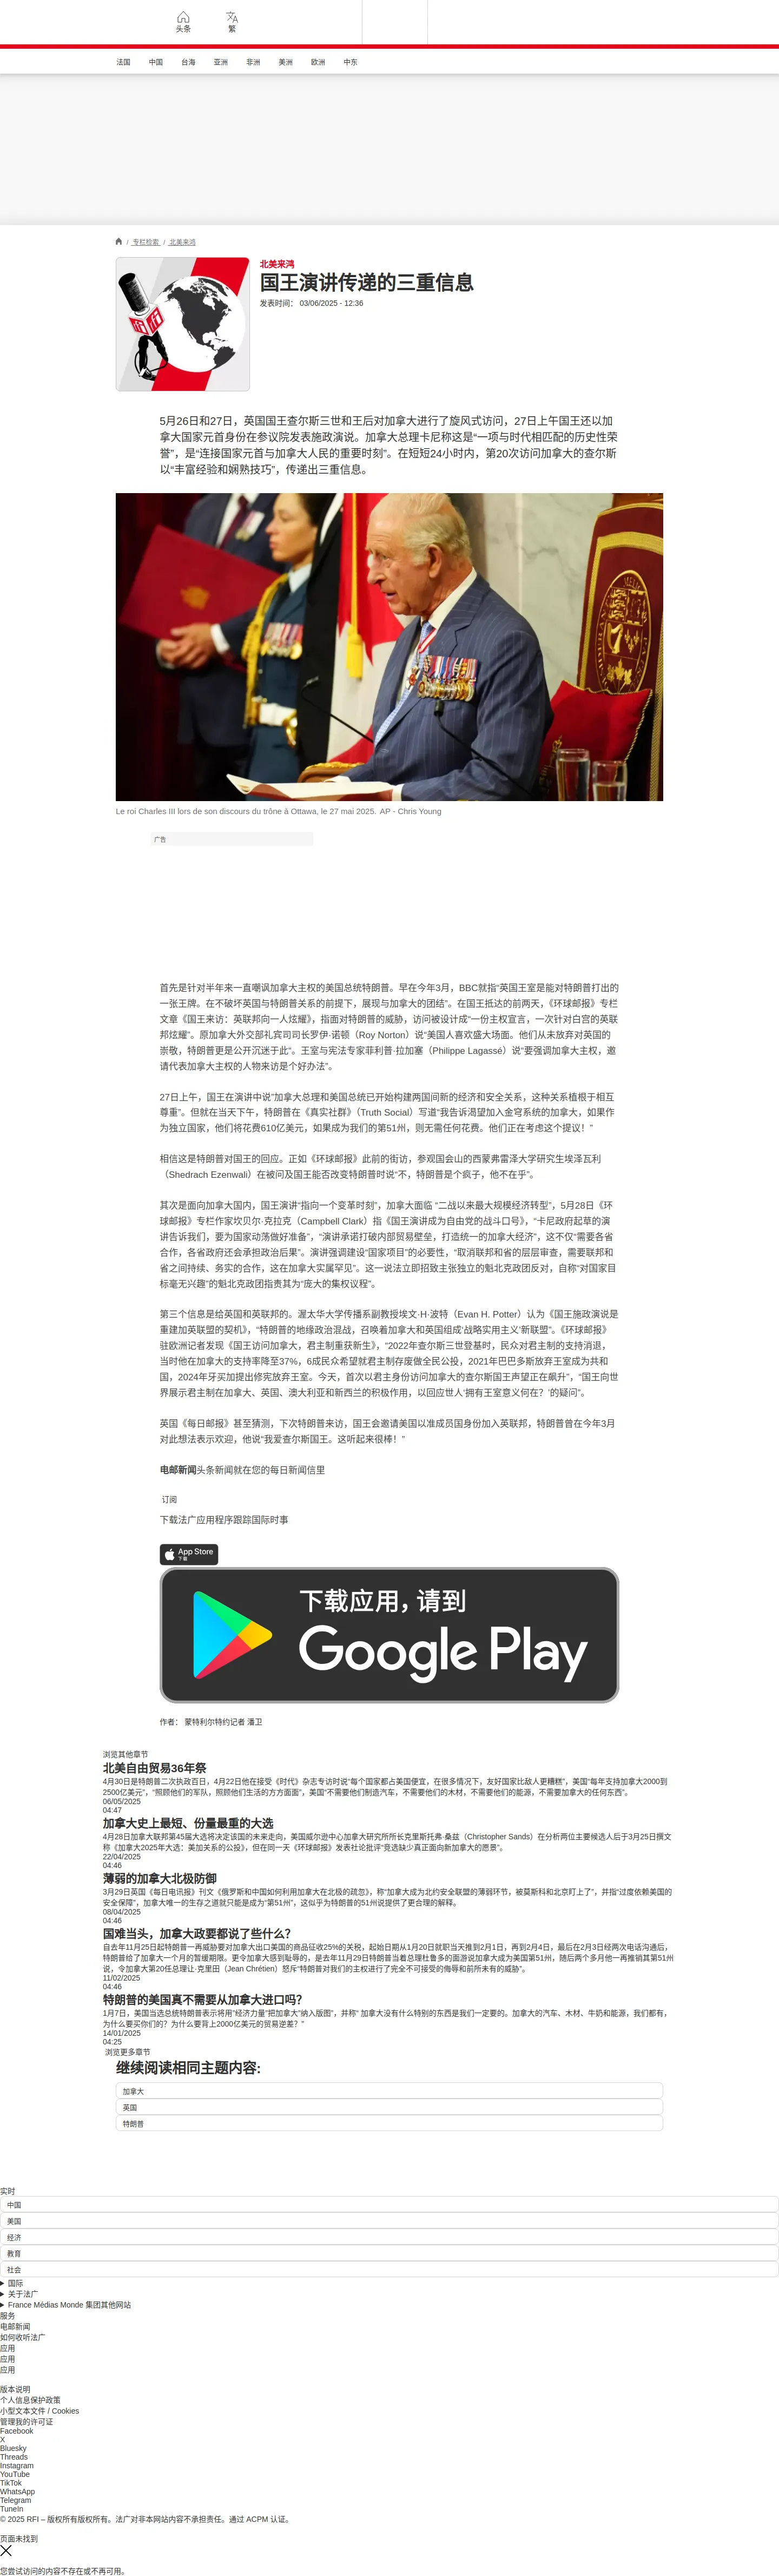 头条
繁
法国
中国
台海
亚洲
非洲
美洲
欧洲
中东
/ 专栏检索 / 北美来鸿
北美来鸿
国王演讲传递的三重信息
发表时间： 03/06/2025 - 12:36
rfi
5月26日和27日，英国国王查尔斯三世和王后对加拿大进行了旋风式访问，27日上午国王还以加
拿大国家元首身份在参议院发表施政演说。加拿大总理卡尼称这是“一项与时代相匹配的历史性荣
誉”，是“连接国家元首与加拿大人民的重要时刻”。在短短24小时内，第20次访问加拿大的查尔斯
以“丰富经验和娴熟技巧”，传递出三重信息。
Le roi Charles III lors de son discours du trône à Ottawa, le 27 mai 2025. AP - Chris Young
广告
首先是针对半年来一直嘲讽加拿大主权的美国总统特朗普。早在今年3月，BBC就指“英国王室是能对特朗普打出的
一张王牌。在不破坏英国与特朗普关系的前提下，展现与加拿大的团结”。在国王抵达的前两天，《环球邮报》专栏
文章《国王来访：英联邦向一人炫耀》，指面对特朗普的威胁，访问被设计成“一份主权宣言，一次针对白宫的英联
邦炫耀”。原加拿大外交部礼宾司司长罗伊·诺顿（Roy Norton）说“美国人喜欢盛大场面。他们从未放弃对英国的
崇敬，特朗普更是公开沉迷于此”。王室与宪法专家菲利普·拉加塞（Philippe Lagassé）说“要强调加拿大主权，邀
请代表加拿大主权的人物来访是个好办法”。
27日上午，国王在演讲中说“加拿大总理和美国总统已开始构建两国间新的经济和安全关系，这种关系植根于相互
尊重”。但就在当天下午，特朗普在《真实社群》（Truth Social）写道“我告诉渴望加入金穹系统的加拿大，如果作
为独立国家，他们将花费610亿美元，如果成为我们的第51州，则无需任何花费。他们正在考虑这个提议！”
相信这是特朗普对国王的回应。正如《环球邮报》此前的街访，参观国会山的西蒙弗雷泽大学研究生埃泽瓦利
（Shedrach Ezenwali）在被问及国王能否改变特朗普时说“不，特朗普是个疯子，他不在乎”。
其次是面向加拿大国内，国王演讲“指向一个变革时刻”，加拿大面临 “二战以来最大规模经济转型”，5月28日《环
球邮报》专栏作家坎贝尔·克拉克（Campbell Clark）指《国王演讲成为自由党的战斗口号》，“卡尼政府起草的演
讲告诉我们，要为国家动荡做好准备”，“演讲承诺打破内部贸易壁垒，打造统一的加拿大经济”，这不仅“需要各省
合作，各省政府还会承担政治后果”。演讲强调建设“国家项目”的必要性，“取消联邦和省的层层审查，需要联邦和
省之间持续、务实的合作，这在加拿大实属罕见”。这一说法立即招致主张独立的魁北克政团反对，自称“对国家目
标毫无兴趣”的魁北克政团指责其为“庞大的集权议程”。
第三个信息是给英国和英联邦的。渥太华大学传播系副教授埃文·H·波特（Evan H. Potter）认为《国王施政演说是
重建加英联盟的契机》，“特朗普的地缘政治混战，召唤着加拿大和英国组成‘战略实用主义’新联盟”。《环球邮报》
驻欧洲记者发现《国王访问加拿大，君主制重获新生》，“2022年查尔斯三世登基时，民众对君主制的支持消退，
当时他在加拿大的支持率降至37%，6成民众希望就君主制存废做全民公投，2021年巴巴多斯放弃王室成为共和
国，2024年牙买加提出修宪放弃王室。今天，首次以君主身份访问加拿大的查尔斯国王声望正在飙升”，“国王向世
界展示君主制在加拿大、英国、澳大利亚和新西兰的积极作用，以回应世人‘拥有王室意义何在？’的疑问”。
英国《每日邮报》甚至猜测，下次特朗普来访，国王会邀请美国以准成员国身份加入英联邦，特朗普曾在今年3月
对此想法表示欢迎，他说“我爱查尔斯国王。这听起来很棒！”
电邮新闻头条新闻就在您的每日新闻信里
订阅
下载法广应用程序跟踪国际时事
App Store
下载
下载应用，请到
Google Play
作者： 蒙特利尔特约记者 潘卫
浏览其他章节
北美自由贸易36年祭
4月30日是特朗普二次执政百日，4月22日他在接受《时代》杂志专访时说“每个国家都占美国便宜，在很多情况下，友好国家比敌人更糟糕”，美国“每年支持加拿大2000到
2500亿美元”，“照顾他们的军队，照顾他们生活的方方面面”，美国“不需要他们制造汽车，不需要他们的木材，不需要他们的能源，不需要加拿大的任何东西”。
06/05/2025
04:47
加拿大史上最短、份量最重的大选
4月28日加拿大联邦第45届大选将决定该国的未来走向，美国威尔逊中心加拿大研究所所长克里斯托弗·桑兹（Christopher Sands）在分析两位主要候选人后于3月25日撰文
称《加拿大2025年大选：美加关系的公投》，但在同一天《环球邮报》发表社论批评“竞选缺少真正面向新加拿大的愿景”。
22/04/2025
04:46
薄弱的加拿大北极防御
3月29日英国《每日电讯报》刊文《俄罗斯和中国如何利用加拿大在北极的疏忽》，称“加拿大成为北约安全联盟的薄弱环节，被莫斯科和北京盯上了”，并指“过度依赖美国的
安全保障”，加拿大唯一的生存之道就只能是成为“第51州”，这似乎为特朗普的51州说提供了更合理的解释。
08/04/2025
04:46
国难当头，加拿大政要都说了些什么？
自去年11月25日起特朗普一再威胁要对加拿大出口美国的商品征收25%的关税，起始日期从1月20日就职当天推到2月1日，再到2月4日，最后在2月3日经两次电话沟通后，
特朗普给了加拿大一个月的暂缓期限。更令加拿大感到耻辱的，是去年11月29日特朗普当着总理杜鲁多的面游说加拿大成为美国第51州，随后两个多月他一再推销其第51州
说，令加拿大第20任总理让·克里田（Jean Chrétien）怒斥“特朗普对我们的主权进行了完全不可接受的侮辱和前所未有的威胁”。
11/02/2025
04:46
特朗普的美国真不需要从加拿大进口吗？
1月7日，美国当选总统特朗普表示将用“经济力量”把加拿大“纳入版图”，并称“ 加拿大没有什么特别的东西是我们一定要的。加拿大的汽车、木材、牛奶和能源，我们都有，
为什么要买你们的？为什么要背上2000亿美元的贸易逆差？”
14/01/2025
04:25
浏览更多章节
继续阅读相同主题内容:
加拿大
英国
特朗普
实时
中国
美国
经济
教育
社会
国际
关于法广
France Médias Monde 集团其他网站
服务
电邮新闻
如何收听法广
应用
应用
应用
版本说明
个人信息保护政策
小型文本文件 / Cookies
管理我的许可证
Facebook
X
Bluesky
Threads
Instagram
YouTube
TikTok
WhatsApp
Telegram
TuneIn
© 2025 RFI – 版权所有版权所有。法广对非本网站内容不承担责任。通过 ACPM 认证。
页面未找到
您尝试访问的内容不存在或不再可用。